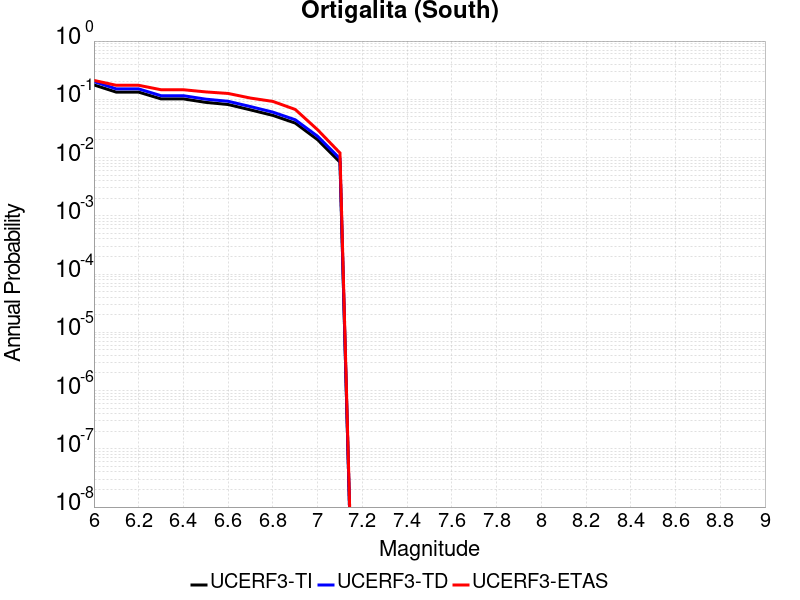 Ortigalita (South)
10^0
10^-1
10^-2
10^-3
10^-4
10^-5
10^-6
10^-7
10^-8
Annual Probability
6 6.2 6.4 6.6 6.8 7 7.2 7.4 7.6 7.8 8 8.2 8.4 8.6 8.8 9
Magnitude
UCERF3-TI UCERF3-TD UCERF3-ETAS